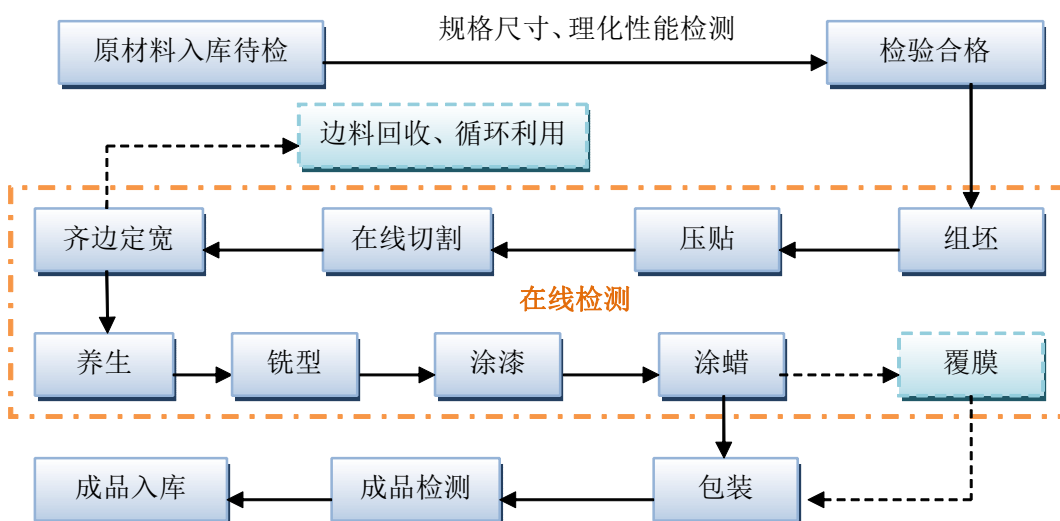 原材料入库待检
规格尺寸、理化性能检测
检验合格
边料回收、循环利用
齐边定宽
在线切割
压贴
组坯
在线检测
养生
铣型
涂漆
涂蜡
覆膜
成品入库
成品检测
包装